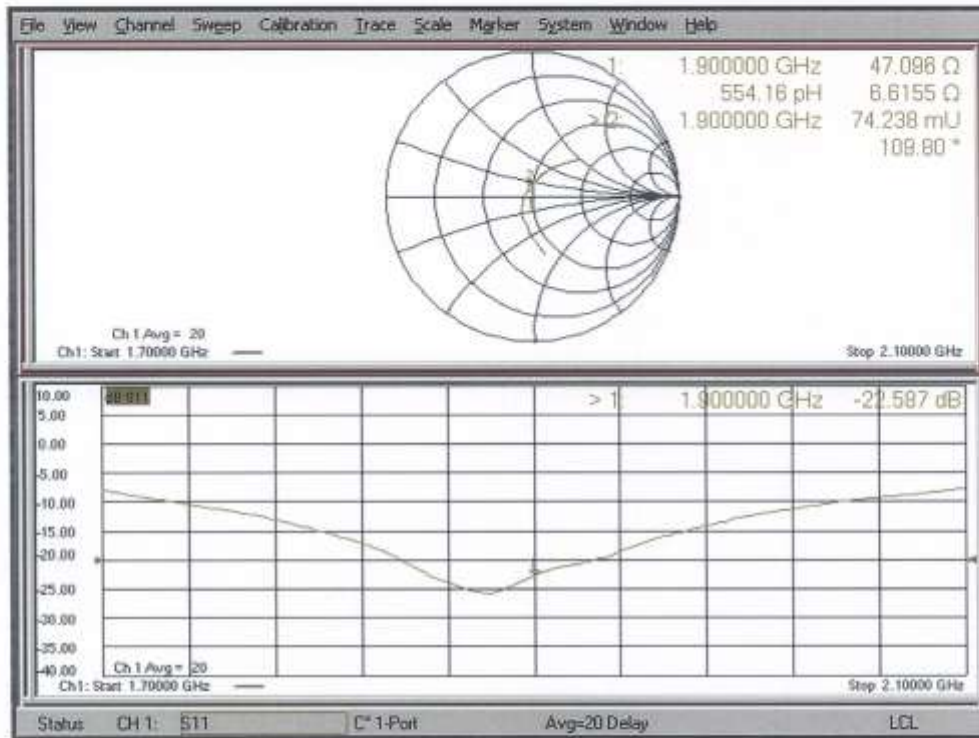 File View Channel Sweep Calibration Trace Scale Marker System Window Help
1: 1.900000 GHz 47.096 Ω
554.16 pH 6.6155 Ω
> 2: 1.900000 GHz 74.238 mU
109.80 °
Ch 1 Avg = 20
Ch1: Start 1.70000 GHz
Stop 2.10000 GHz
10.00
dB S11
> 1: 1.900000 GHz -22.587 dB
5.00
0.00
-5.00
-10.00
-15.00
-20.00
-25.00
-30.00
-35.00
-40.00
Ch 1 Avg = 20
Ch1: Start 1.70000 GHz
Stop 2.10000 GHz
Status CH 1: S11 C* 1-Port Avg=20 Delay LCL